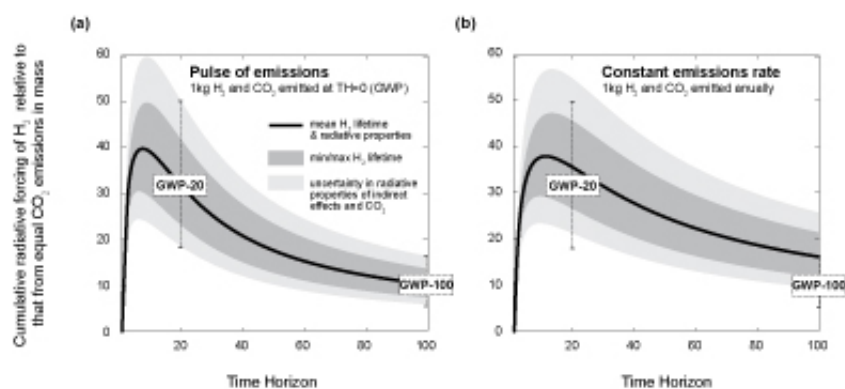 (a)
Cumulative radiative forcing of H2 relative to
that from equal CO2 emissions in mass
60
50
40
30
20
10
0
Pulse of emissions
1kg H2 and CO2 emitted at TH=0 (GWP)
mean H2 lifetime
& radiative properties
min/max H2 lifetime
uncertainty in radiative
properties of indirect
effects and CO2
GWP-20
GWP-100
20
40
60
80
100
Time Horizon
(b)
60
50
40
30
20
10
0
Constant emissions rate
1kg H2 and CO2 emitted anually
GWP-20
GWP-100
20
40
60
80
100
Time Horizon